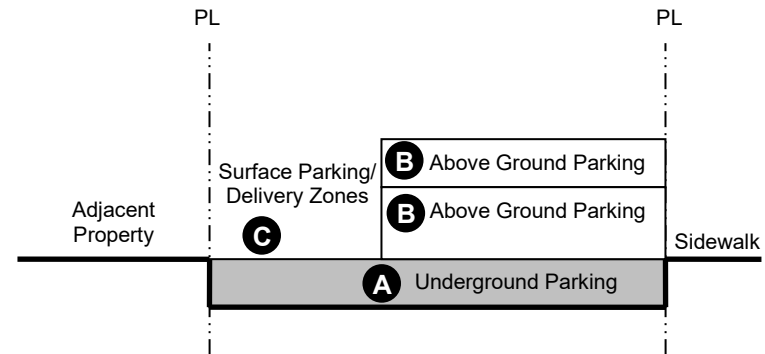 PL
PL
B Above Ground Parking
Surface Parking/
Delivery Zones
B Above Ground Parking
Adjacent
Property
C
Sidewalk
A Underground Parking